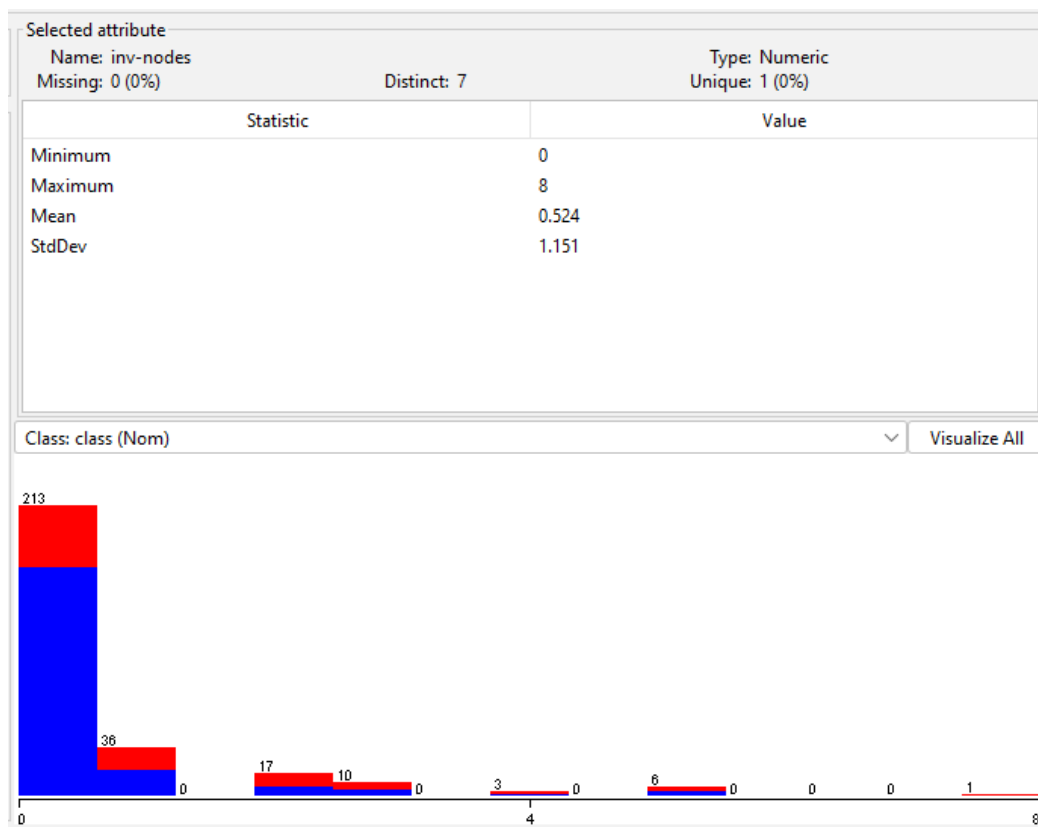 Selected attribute
Name: inv-nodes Type: Numeric
Missing: 0 (0%) Distinct: 7 Unique: 1 (0%)
Statistic Value
Minimum 0
Maximum 8
Mean 0.524
StdDev 1.151
Class: class (Nom) Visualize All
213
36
0
17
10
0
3
0
6
0
0
0
1
0 4 8